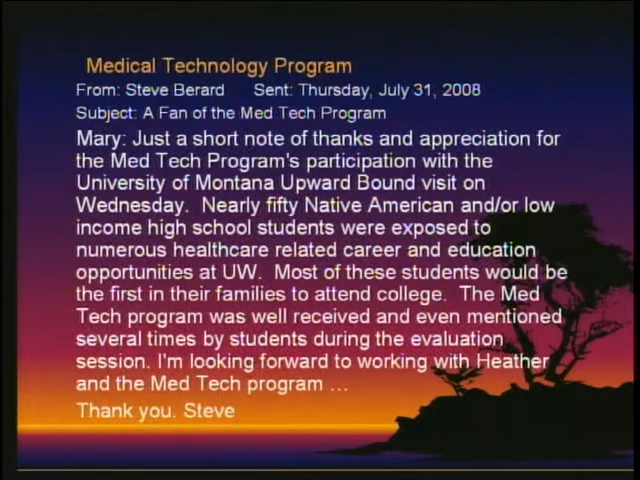 Medical Technology Program
From: Steve Berard Sent: Thursday, July 31, 2008
Subject: A Fan of the Med Tech Program
Mary: Just a short note of thanks and appreciation for
the Med Tech Program's participation with the
University of Montana Upward Bound visit on
Wednesday. Nearly fifty Native American and/or low
income high school students were exposed to
numerous healthcare related career and education
opportunities at UW. Most of these students would be
the first in their families to attend college. The Med
Tech program was well received and even mentioned
several times by students during the evaluation
session. I'm looking forward to working with Heather
and the Med Tech program ...
Thank you. Steve